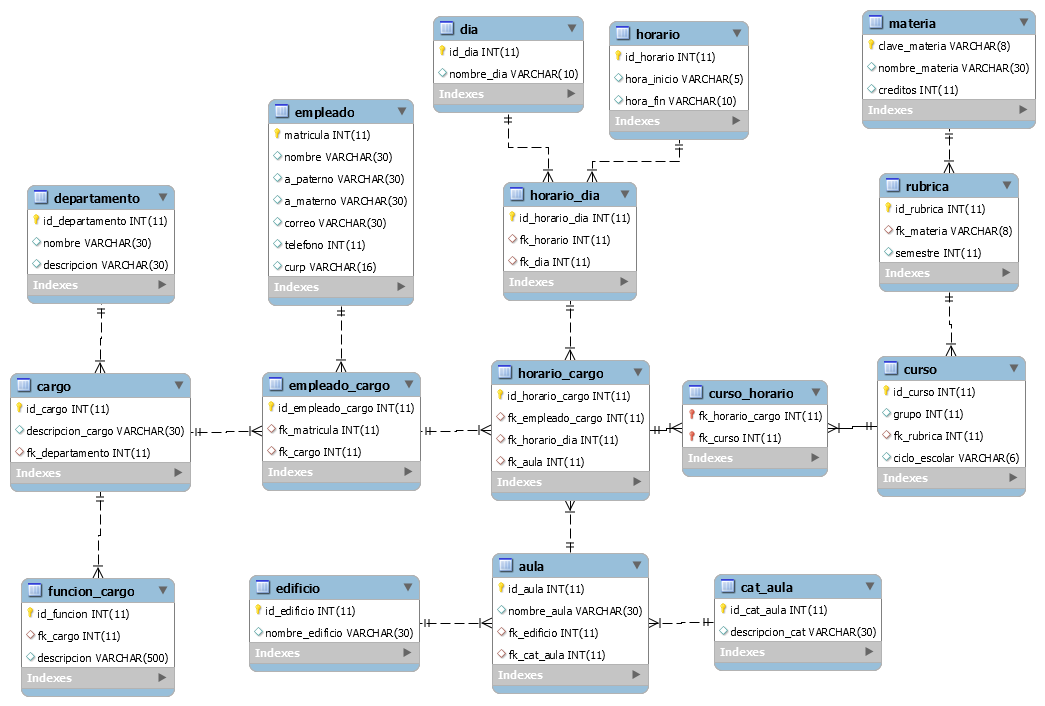 dia
id_dia INT(11)
nombre_dia VARCHAR(10)
Indexes
horario
id_horario INT(11)
hora_inicio VARCHAR(5)
hora_fin VARCHAR(10)
Indexes
materia
clave_materia VARCHAR(8)
nombre_materia VARCHAR(30)
creditos INT(11)
Indexes
empleado
matricula INT(11)
nombre VARCHAR(30)
a_paterno VARCHAR(30)
a_materno VARCHAR(30)
correo VARCHAR(30)
telefono INT(11)
curp VARCHAR(16)
Indexes
departamento
id_departamento INT(11)
nombre VARCHAR(30)
descripcion VARCHAR(30)
Indexes
horario_dia
id_horario_dia INT(11)
fk_horario INT(11)
fk_dia INT(11)
Indexes
rubrica
id_rubrica INT(11)
fk_materia VARCHAR(8)
semestre INT(11)
Indexes
cargo
id_cargo INT(11)
descripcion_cargo VARCHAR(30)
fk_departamento INT(11)
Indexes
empleado_cargo
id_empleado_cargo INT(11)
fk_matricula INT(11)
fk_cargo INT(11)
Indexes
horario_cargo
id_horario_cargo INT(11)
fk_empleado_cargo INT(11)
fk_horario_dia INT(11)
fk_aula INT(11)
Indexes
curso_horario
fk_horario_cargo INT(11)
fk_curso INT(11)
Indexes
curso
id_curso INT(11)
grupo INT(11)
fk_rubrica INT(11)
ciclo_escolar VARCHAR(6)
Indexes
funcion_cargo
id_funcion INT(11)
fk_cargo INT(11)
descripcion VARCHAR(500)
Indexes
edificio
id_edificio INT(11)
nombre_edificio VARCHAR(30)
Indexes
aula
id_aula INT(11)
nombre_aula VARCHAR(30)
fk_edificio INT(11)
fk_cat_aula INT(11)
Indexes
cat_aula
id_cat_aula INT(11)
descripcion_cat VARCHAR(30)
Indexes